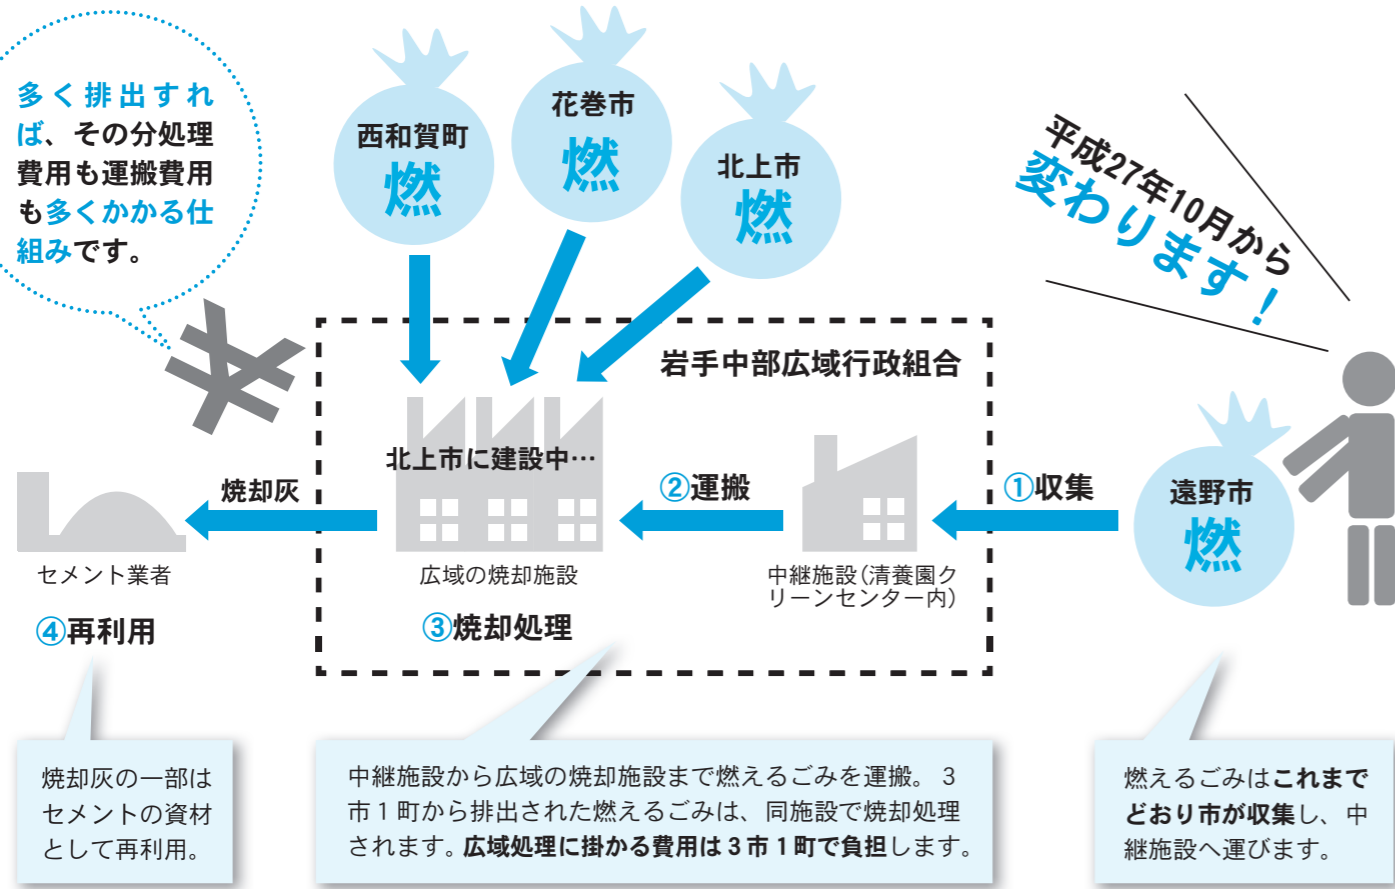 多く排出すれ
ば、その分処理
費用も運搬費用
も多くかかる仕
組みです。
西和賀町
燃
花巻市
燃
北上市
燃
平成27年10月から
変わります！
岩手中部広域行政組合
北上市に建設中…
焼却灰
②運搬
①収集
遠野市
燃
セメント業者
④再利用
広域の焼却施設
③焼却処理
中継施設（清養園ク
リーンセンター内）
焼却灰の一部は
セメントの資材
として再利用。
中継施設から広域の焼却施設まで燃えるごみを運搬。3
市1町から排出された燃えるごみは、同施設で焼却処理
されます。広域処理に掛かる費用は3市1町で負担します。
燃えるごみはこれまで
どおり市が収集し、中
継施設へ運びます。